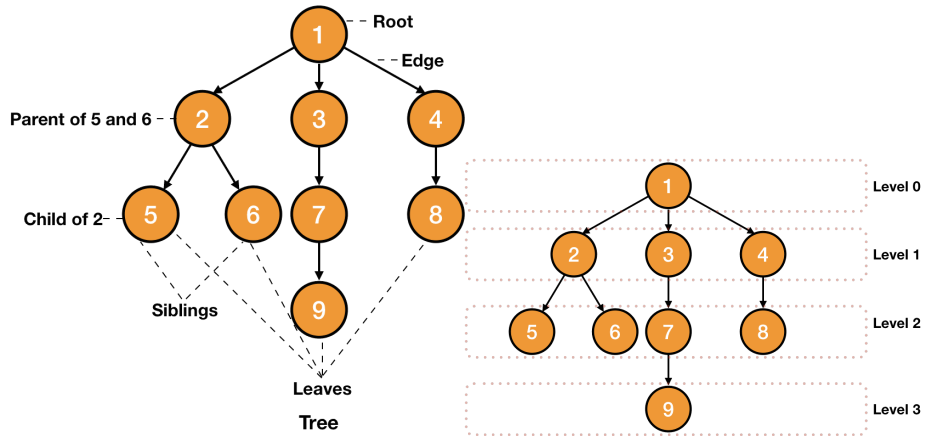 1
Root
Edge
Parent of 5 and 6
2
3
4
Child of 2
5
6
7
8
Siblings
9
Leaves
Tree
1
Level 0
2
3
4
Level 1
5
6
7
8
Level 2
9
Level 3